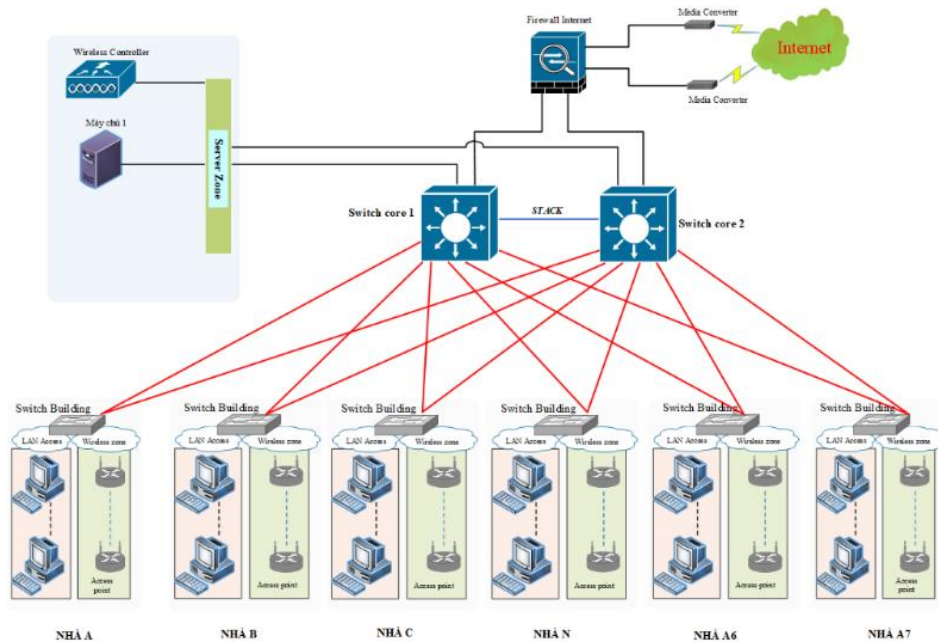 Firewall Internet
Media Converter
Internet
Media Converter
Wireless Controller
Máy chủ 1
Server Zone
Switch core 1
STACK
Switch core 2
Switch Building
Switch Building
Switch Building
Switch Building
Switch Building
Switch Building
LAN Access
Wireless zone
LAN Access
Wireless zone
LAN Access
Wireless zone
LAN Access
Wireless zone
LAN Access
Wireless zone
LAN Access
Wireless zone
Access
point
Access point
Access point
Access point
Access point
Access
point
NHÀ A
NHÀ B
NHÀ C
NHÀ N
NHÀ A6
NHÀ A7